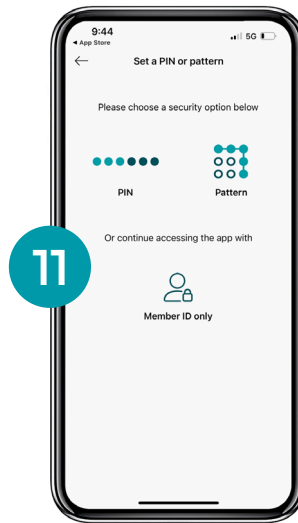 9:44
5G
◄ App Store
← Set a PIN or pattern
Please choose a security option below
PIN Pattern
Or continue accessing the app with
11
Member ID only